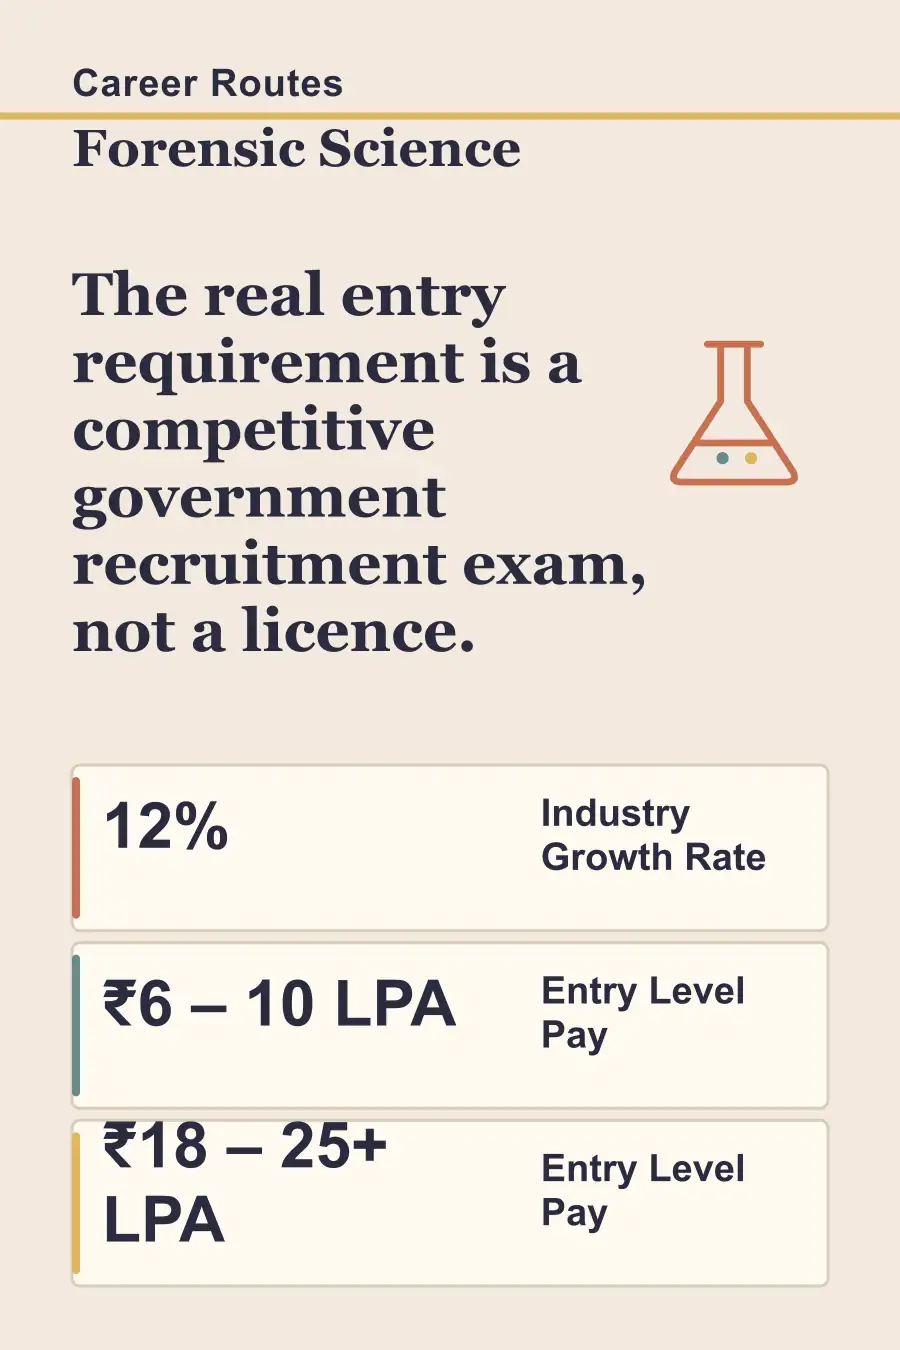 Career Routes
Forensic Science
The real entry
requirement is a
competitive
government
recruitment exam,
not a licence.
12%
Industry
Growth Rate
₹6 – 10 LPA
Entry Level
Pay
₹18 – 25+
LPA
Entry Level
Pay